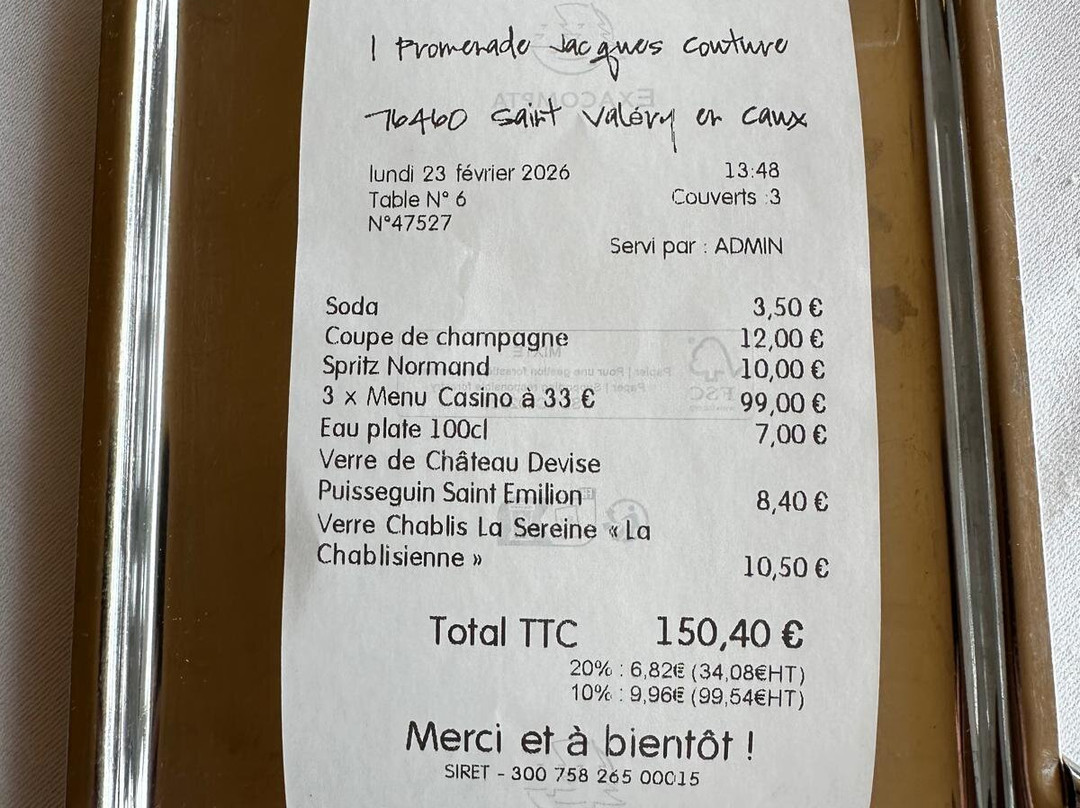 1 Promenade Jacques Couture
76460 Saint Valéry en Caux
EXACOMPTA
lundi 23 février 2026 13:48
Table N° 6 Couverts :3
N°47527
Servi par : ADMIN
Soda 3,50 €
Coupe de champagne 12,00 €
MIXTE
Spritz Normand 10,00 €
3 x Menu Casino à 33 € 99,00 €
FSC
Eau plate 100cl 7,00 €
Verre de Château Devise
Puisseguin Saint Emilion 8,40 €
Verre Chablis La Sereine « La
Chablisienne » 10,50 €
Total TTC 150,40 €
20% : 6,82€ (34,08€HT)
10% : 9,96€ (99,54€HT)
Merci et à bientôt !
SIRET - 300 758 265 00015